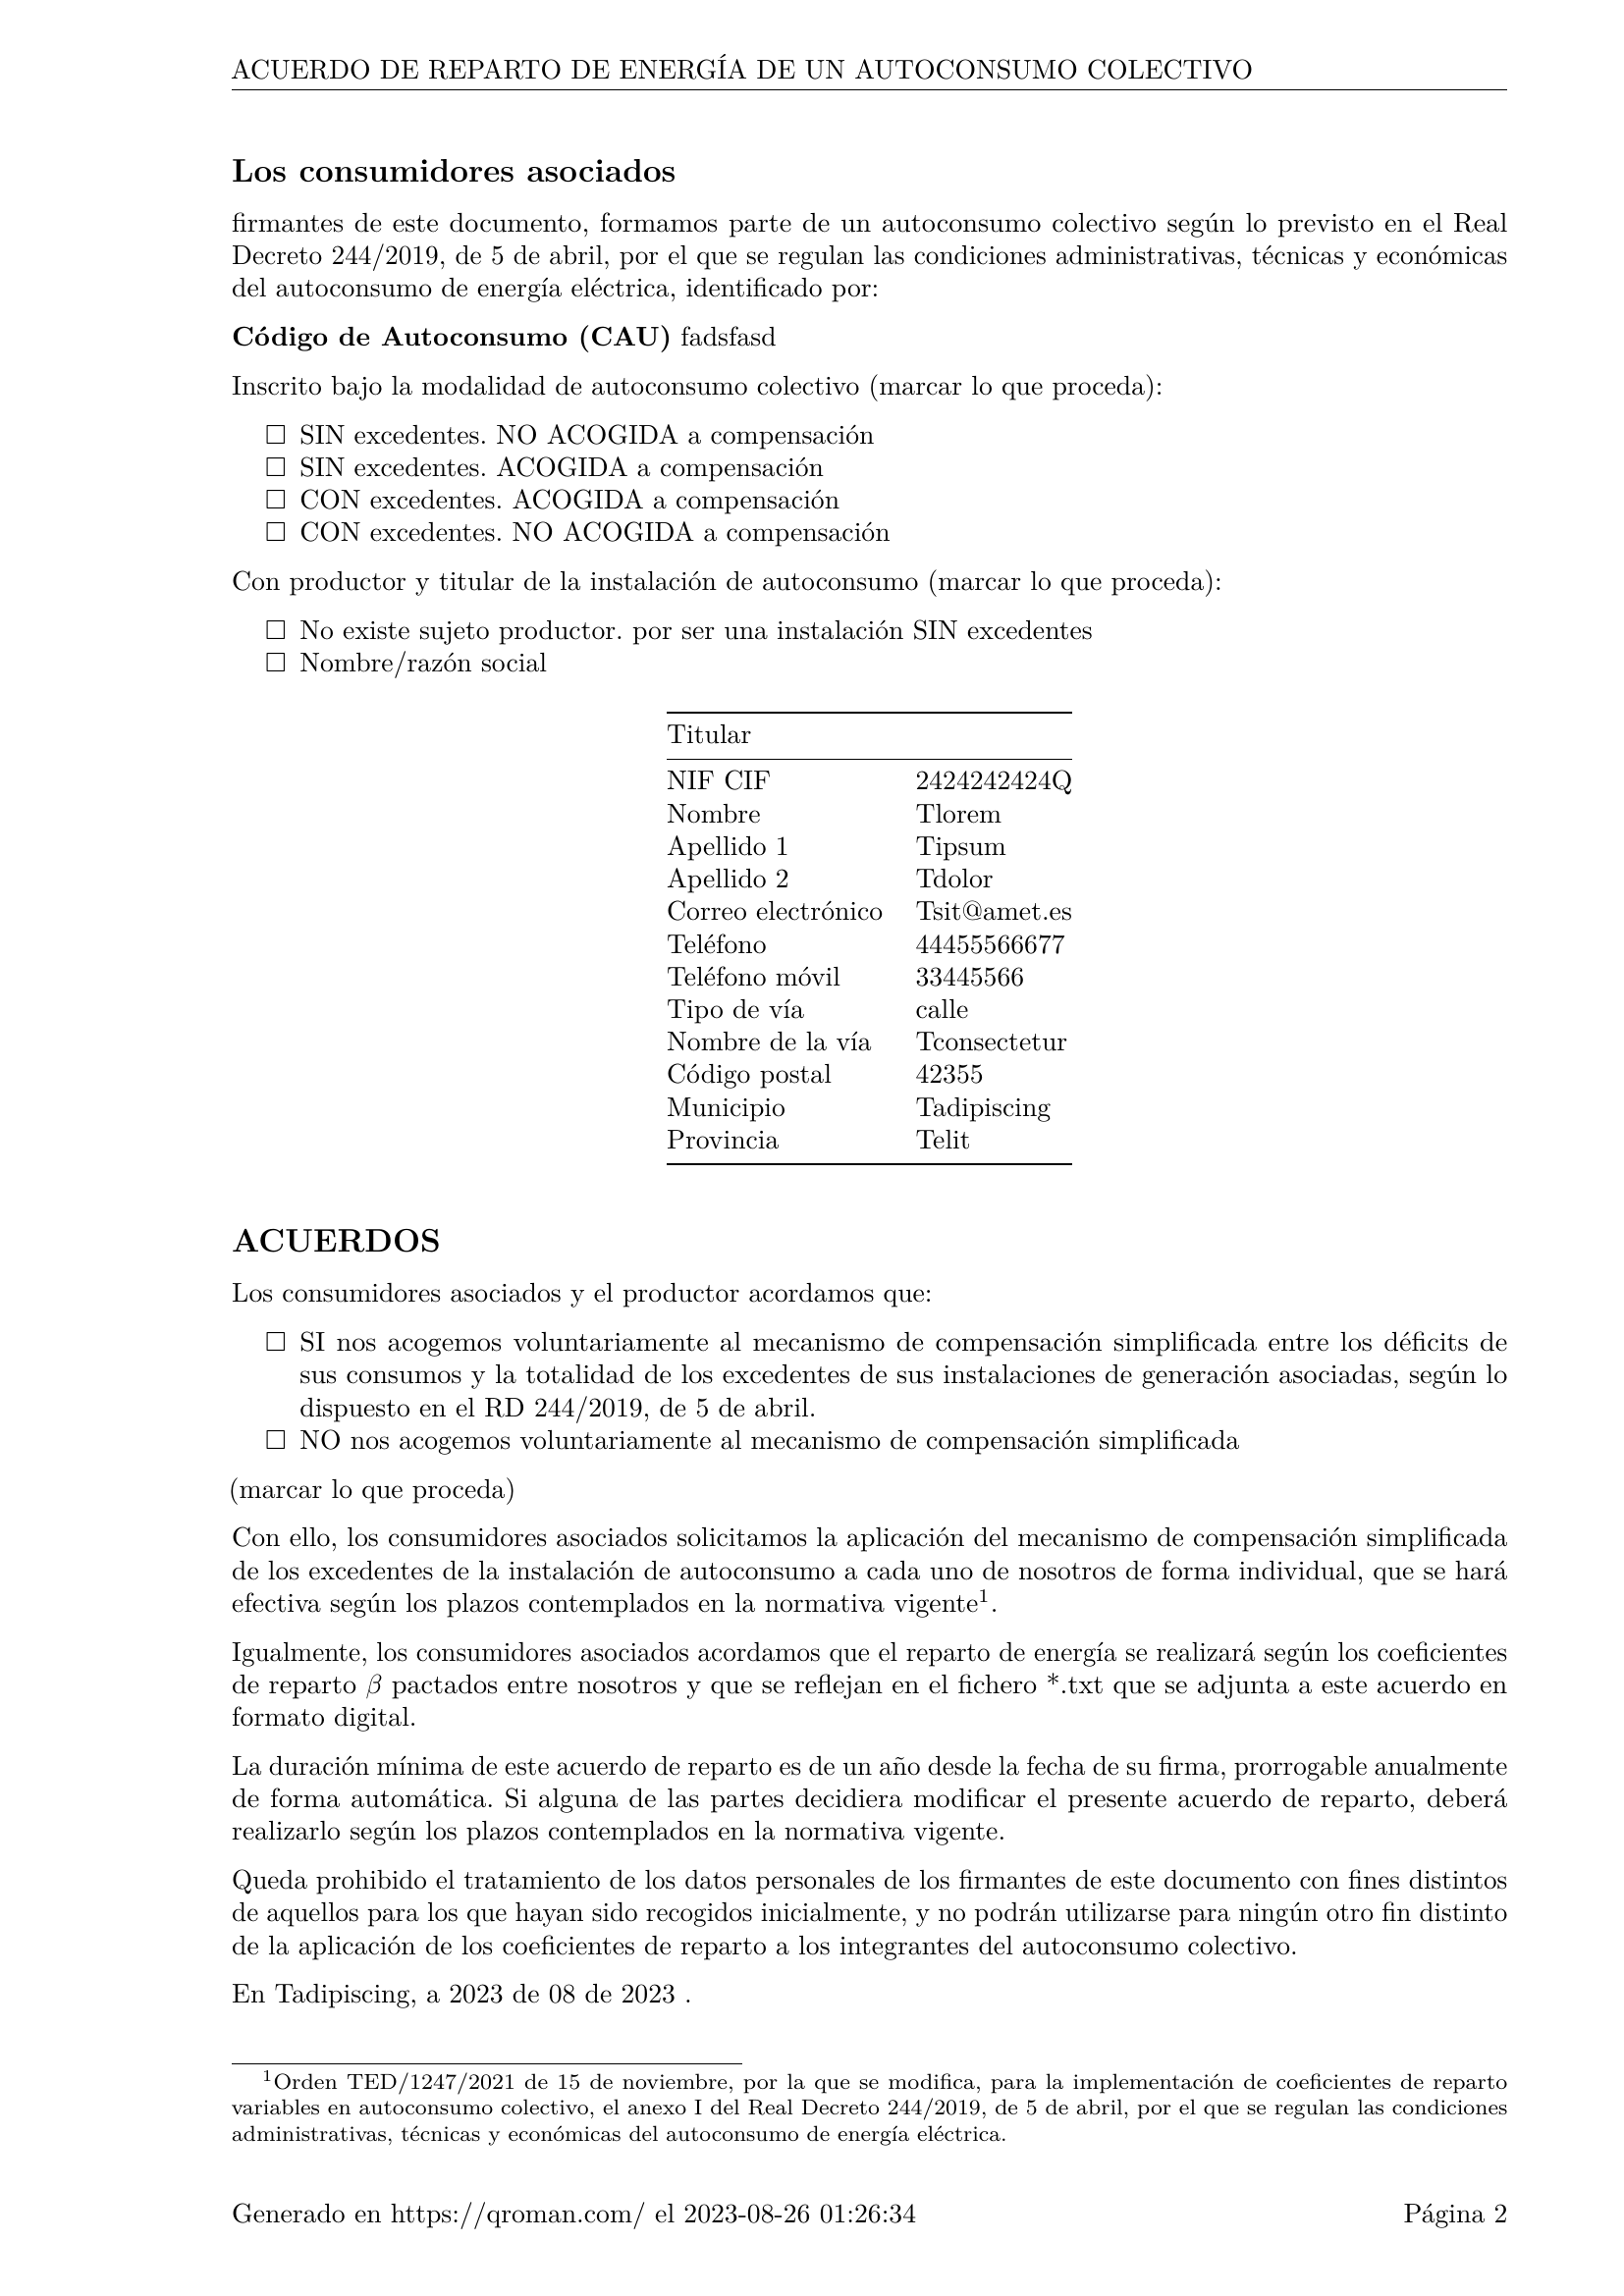 ACUERDO DE REPARTO DE ENERGÍA DE UN AUTOCONSUMO COLECTIVO
Los consumidores asociados
firmantes de este documento, formamos parte de un autoconsumo colectivo según lo previsto en el Real
Decreto 244/2019, de 5 de abril, por el que se regulan las condiciones administrativas, técnicas y económicas
del autoconsumo de energía eléctrica, identificado por:
Código de Autoconsumo (CAU) fadsfasd
Inscrito bajo la modalidad de autoconsumo colectivo (marcar lo que proceda):
☐ SIN excedentes. NO ACOGIDA a compensación
☐ SIN excedentes. ACOGIDA a compensación
☐ CON excedentes. ACOGIDA a compensación
☐ CON excedentes. NO ACOGIDA a compensación
Con productor y titular de la instalación de autoconsumo (marcar lo que proceda):
☐ No existe sujeto productor. por ser una instalación SIN excedentes
☐ Nombre/razón social
Titular
NIF CIF 2424242424Q
Nombre Tlorem
Apellido 1 Tipsum
Apellido 2 Tdolor
Correo electrónico Tsit@amet.es
Teléfono 44455566677
Teléfono móvil 33445566
Tipo de vía calle
Nombre de la vía Tconsectetur
Código postal 42355
Municipio Tadipiscing
Provincia Telit
ACUERDOS
Los consumidores asociados y el productor acordamos que:
☐ SI nos acogemos voluntariamente al mecanismo de compensación simplificada entre los déficits de
sus consumos y la totalidad de los excedentes de sus instalaciones de generación asociadas, según lo
dispuesto en el RD 244/2019, de 5 de abril.
☐ NO nos acogemos voluntariamente al mecanismo de compensación simplificada
(marcar lo que proceda)
Con ello, los consumidores asociados solicitamos la aplicación del mecanismo de compensación simplificada
de los excedentes de la instalación de autoconsumo a cada uno de nosotros de forma individual, que se hará
efectiva según los plazos contemplados en la normativa vigente¹.
Igualmente, los consumidores asociados acordamos que el reparto de energía se realizará según los coeficientes
de reparto β pactados entre nosotros y que se reflejan en el fichero *.txt que se adjunta a este acuerdo en
formato digital.
La duración mínima de este acuerdo de reparto es de un año desde la fecha de su firma, prorrogable anualmente
de forma automática. Si alguna de las partes decidiera modificar el presente acuerdo de reparto, deberá
realizarlo según los plazos contemplados en la normativa vigente.
Queda prohibido el tratamiento de los datos personales de los firmantes de este documento con fines distintos
de aquellos para los que hayan sido recogidos inicialmente, y no podrán utilizarse para ningún otro fin distinto
de la aplicación de los coeficientes de reparto a los integrantes del autoconsumo colectivo.
En Tadipiscing, a 2023 de 08 de 2023 .
¹Orden TED/1247/2021 de 15 de noviembre, por la que se modifica, para la implementación de coeficientes de reparto
variables en autoconsumo colectivo, el anexo I del Real Decreto 244/2019, de 5 de abril, por el que se regulan las condiciones
administrativas, técnicas y económicas del autoconsumo de energía eléctrica.
Generado en https://qroman.com/ el 2023-08-26 01:26:34 Página 2